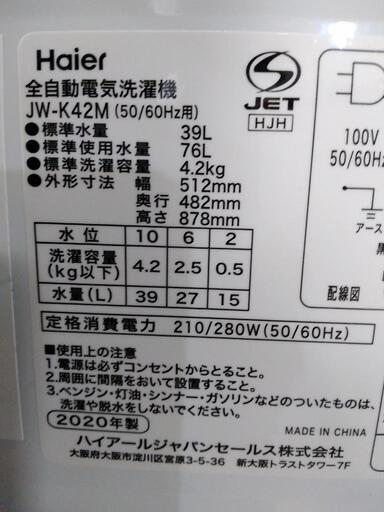 Haier
全自動電気洗濯機
JW-K42M (50/60Hz用)
JET
HJH
●標準水量 39L
●標準使用水量 76L
●標準洗濯容量 4.2kg
●外形寸法 幅 512mm
奥行 482mm
高さ 878mm
100V
50/60Hz
アース
配線図
水位 10 6 2
洗濯容量(kg以下) 4.2 2.5 0.5
水量(L) 39 27 15
定格消費電力 210/280W(50/60Hz)
■使用上の注意
1.電源は必ずコンセントからとること。
2.周囲に間隔をおいて設置すること。
3.ベンジン・灯油・シンナー・ガソリンなどのついたものは、
洗濯や脱水をしないでください。
2020年製
MADE IN CHINA
ハイアールジャパンセールス株式会社
大阪府大阪市淀川区宮原3-5-36 新大阪トラストタワー7F